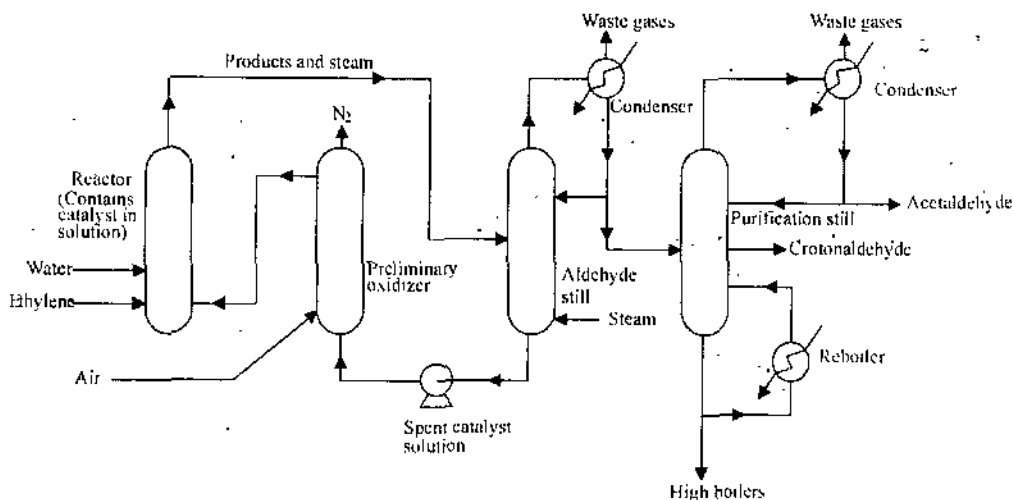 Waste gases
Waste gases
Products and steam
Condenser
Condenser
N₂
Reactor
(Contains
catalyst in
solution)
Acetaldehyde
Purification still
Crotonaldehyde
Water
Preliminary
oxidizer
Aldehyde
still
Ethylene
Steam
Reboiler
Air
Spent catalyst
solution
High boilers